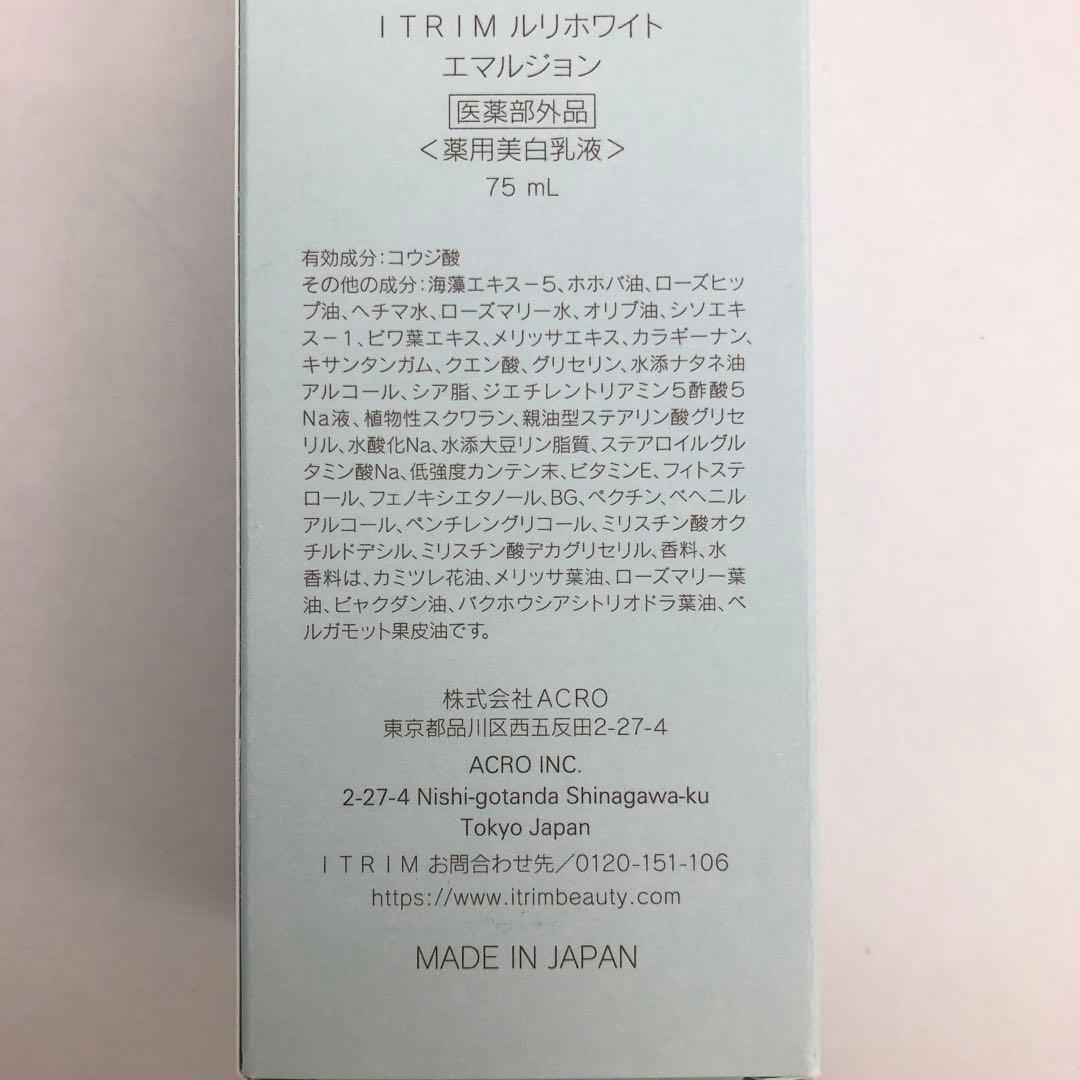 ITRIM ルリホワイト
エマルジョン
医薬部外品
<薬用美白乳液>
75 mL
有効成分:コウジ酸
その他の成分:海藻エキス-5、ホホバ油、ローズヒッ
プ油、ヘチマ水、ローズマリー水、オリブ油、シソエキ
ス-1、ビワ葉エキス、メリッサエキス、カラギーナン、
キサンタンガム、クエン酸、グリセリン、水添ナタネ油
アルコール、シア脂、ジエチレントリアミン5酢酸5
Na液、植物性スクワラン、親油型ステアリン酸グリセ
リル、水酸化Na、水添大豆リン脂質、ステアロイルグル
タミン酸Na、低強度カンテン末、ビタミンE、フィトステ
ロール、フェノキシエタノール、BG、ペクチン、ベヘニル
アルコール、ペンチレングリコール、ミリスチン酸オク
チルドデシル、ミリスチン酸デカグリセリル、香料、水
香料は、カミツレ花油、メリッサ葉油、ローズマリー葉
油、ビャクダン油、バクホウシアシトリオドラ葉油、ベ
ルガモット果皮油です。
株式会社ACRO
東京都品川区西五反田2-27-4
ACRO INC.
2-27-4 Nishi-gotanda Shinagawa-ku
Tokyo Japan
ITRIM お問合わせ先/0120-151-106
https://www.itrimbeauty.com
MADE IN JAPAN